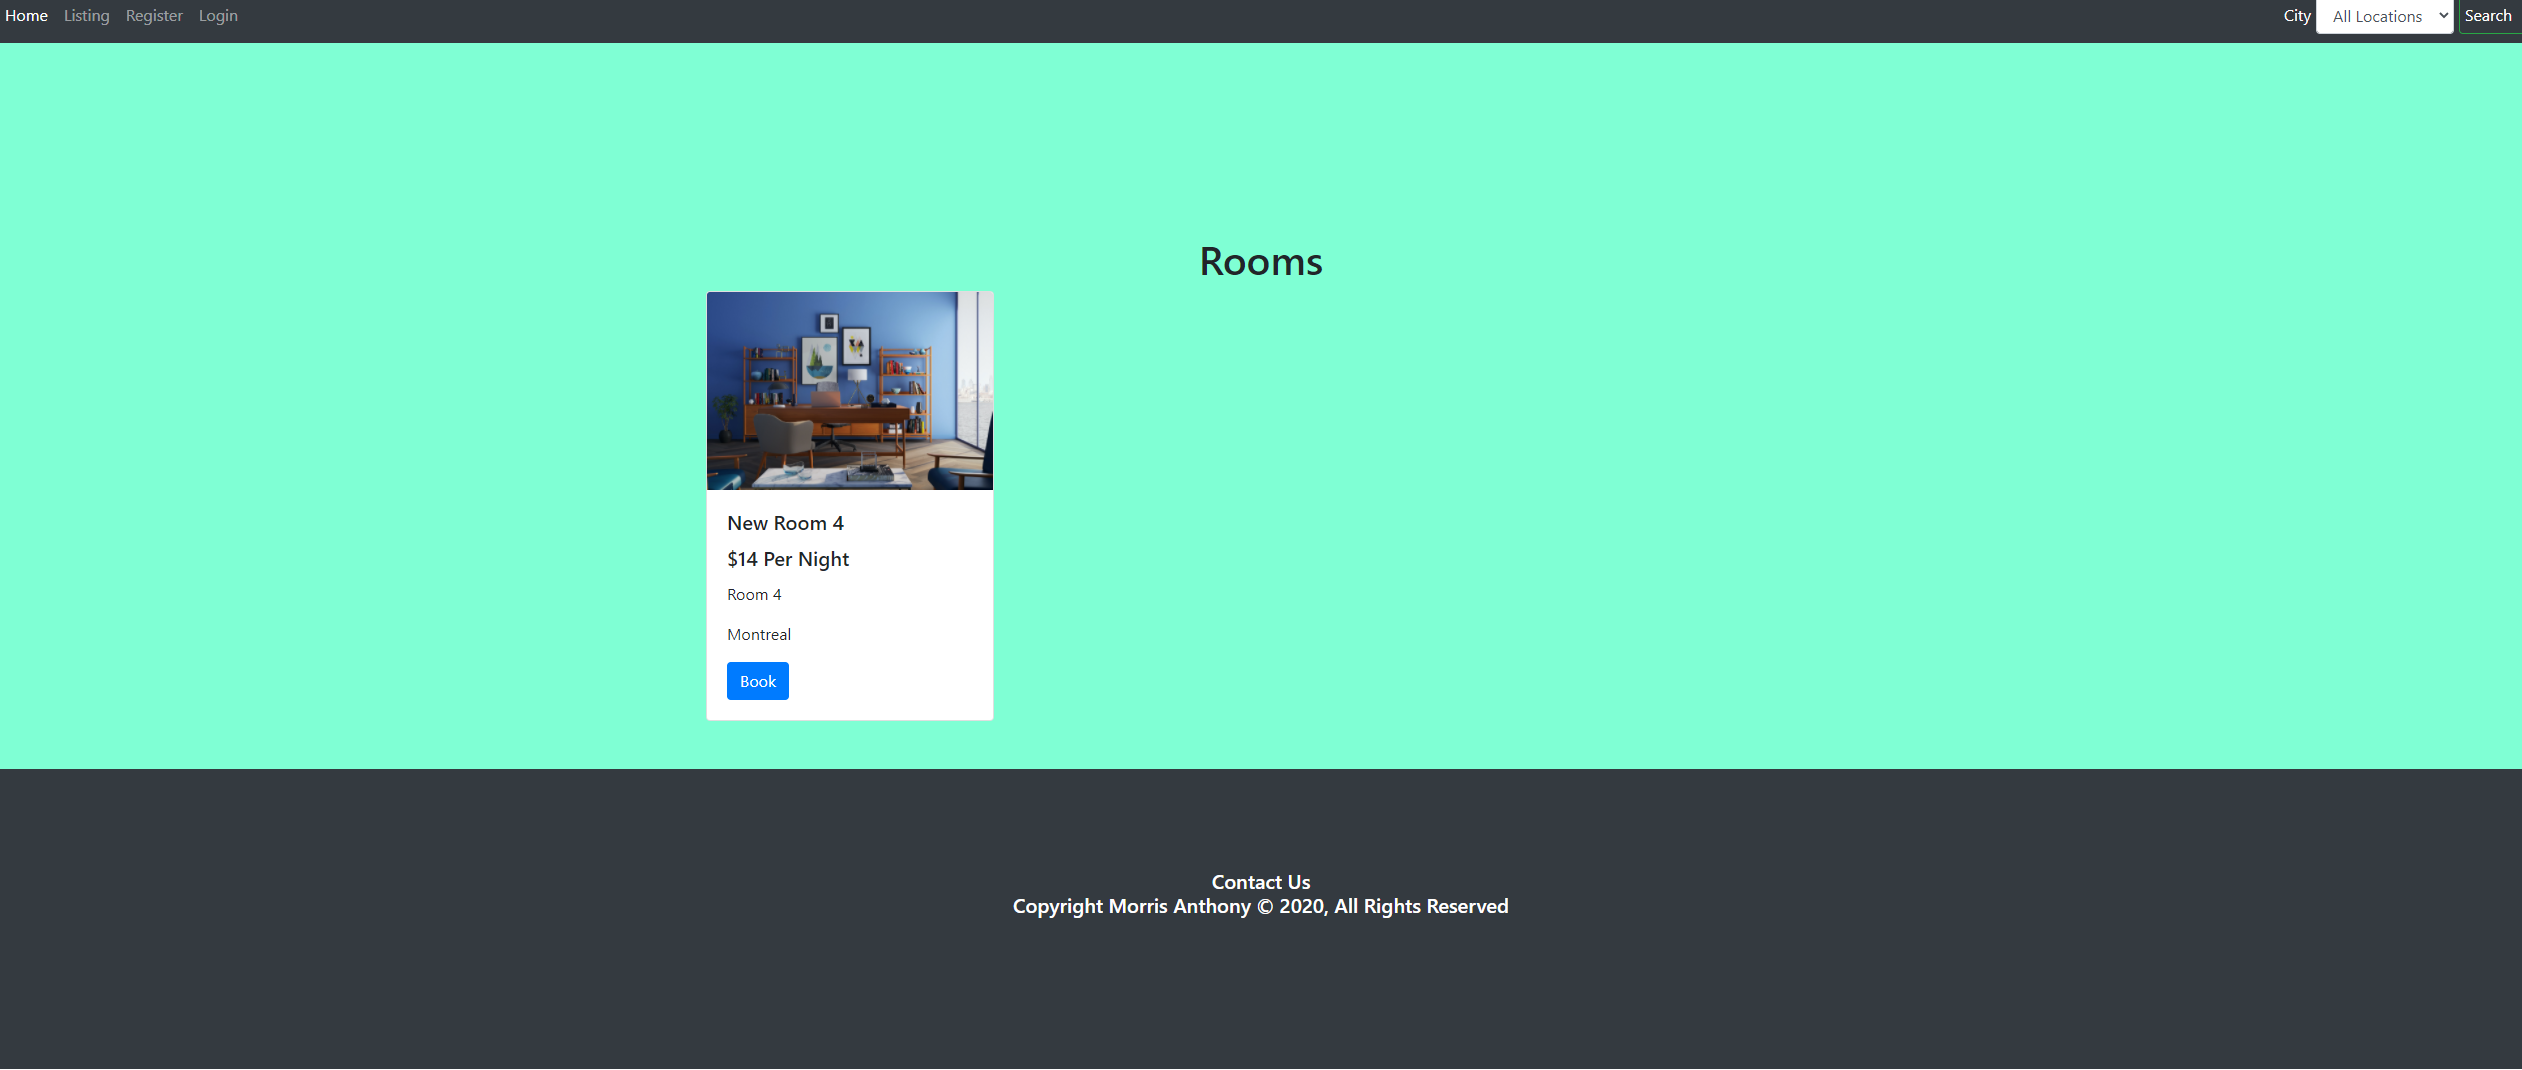 Home Listing Register Login City All Locations Search
Rooms
New Room 4
$14 Per Night
Room 4
Montreal
Book
Contact Us
Copyright Morris Anthony © 2020, All Rights Reserved